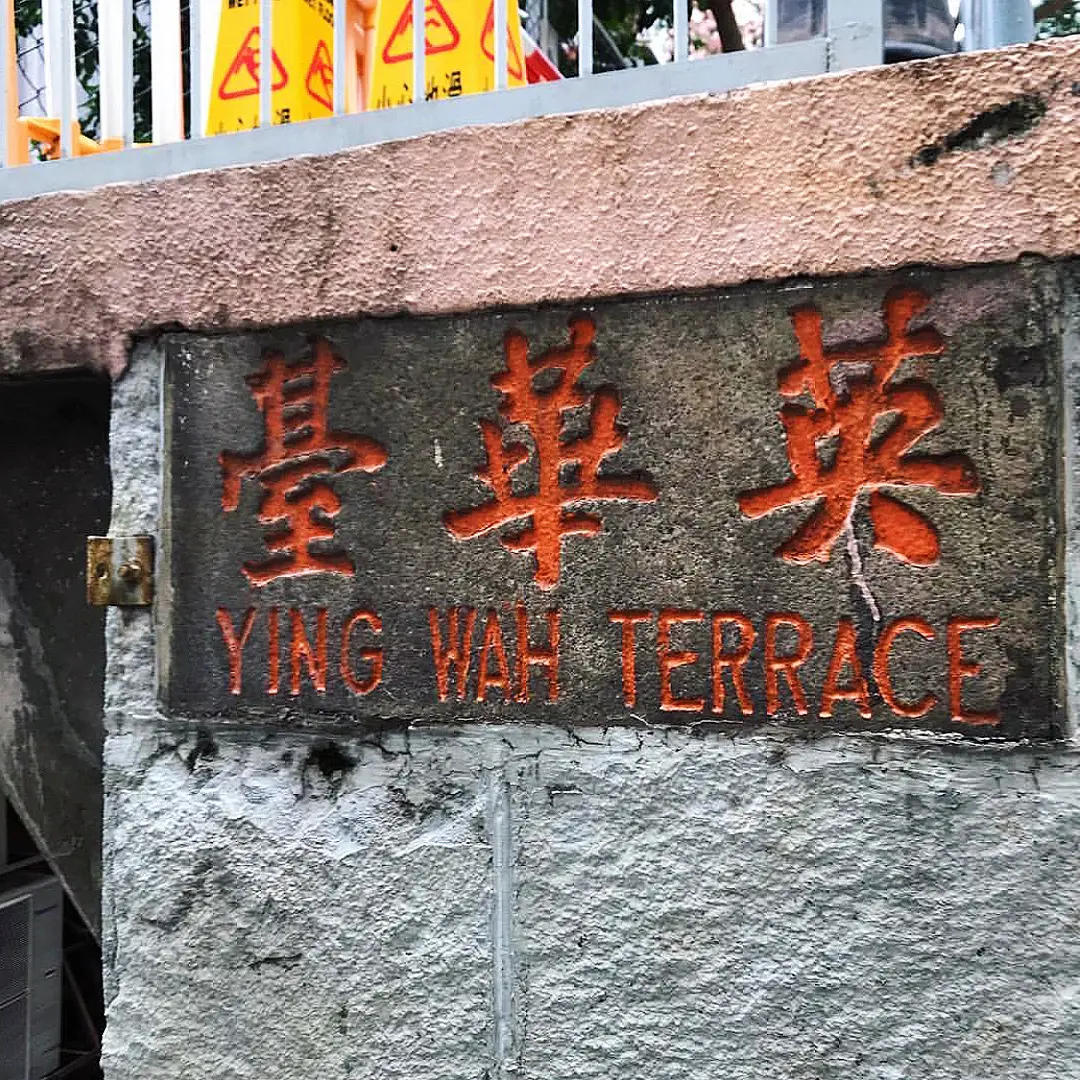 英華臺
YING WAH TERRACE